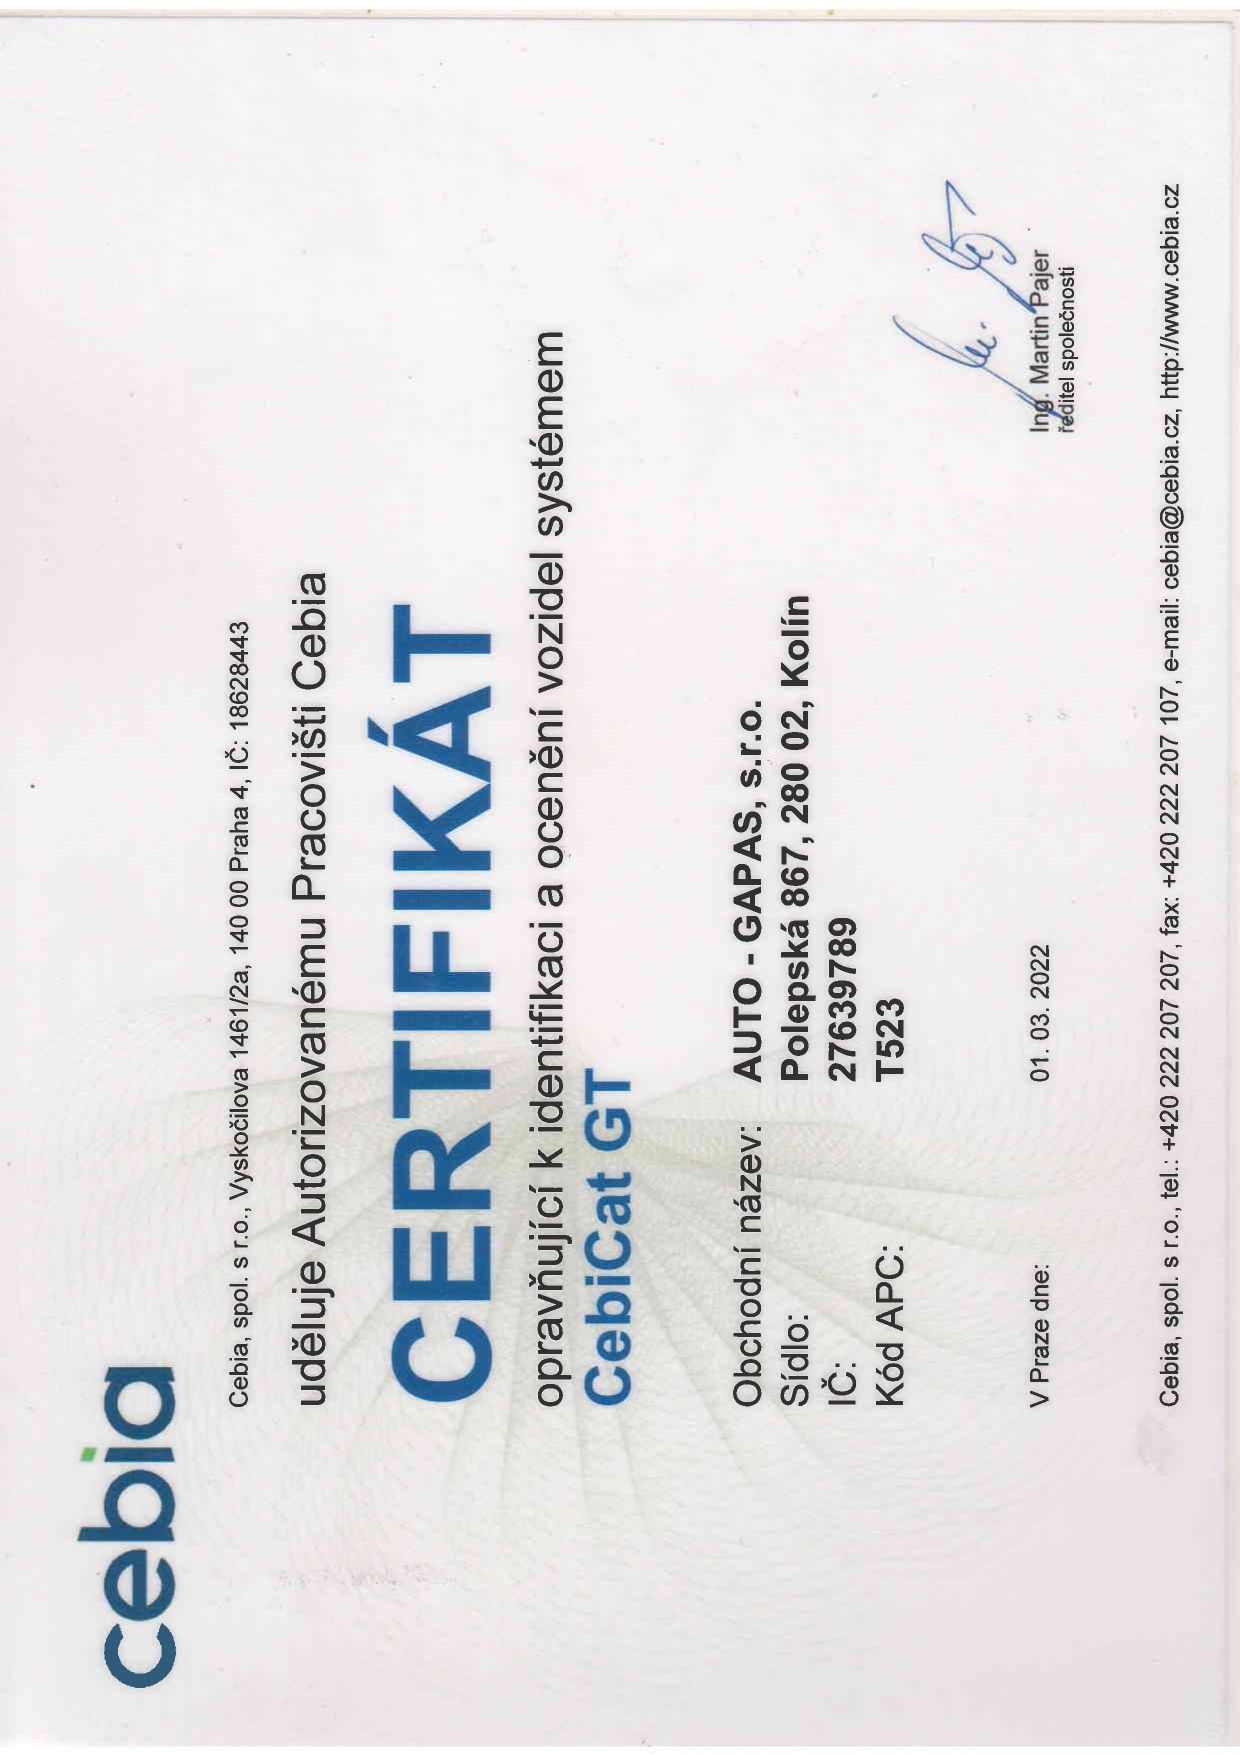 cebia
Cebia, spol. s r.o., Vyskočilova 1461/2a, 140 00 Praha 4, IČ: 18628443
uděluje Autorizovanému Pracovišti Cebia
CERTIFIKÁT
opravňující k identifikaci a ocenění vozidel systémem
CebiCat GT
Obchodní název: AUTO - GAPAS, s.r.o.
Sídlo: Polepská 867, 280 02, Kolín
IČ: 27639789
Kód APC: T523
V Praze dne: 01. 03. 2022
Ing. Martin Pajer
ředitel společnosti
Cebia, spol. s r.o., tel.: +420 222 207 207, fax: +420 222 207 107, e-mail: cebia@cebia.cz, http://www.cebia.cz